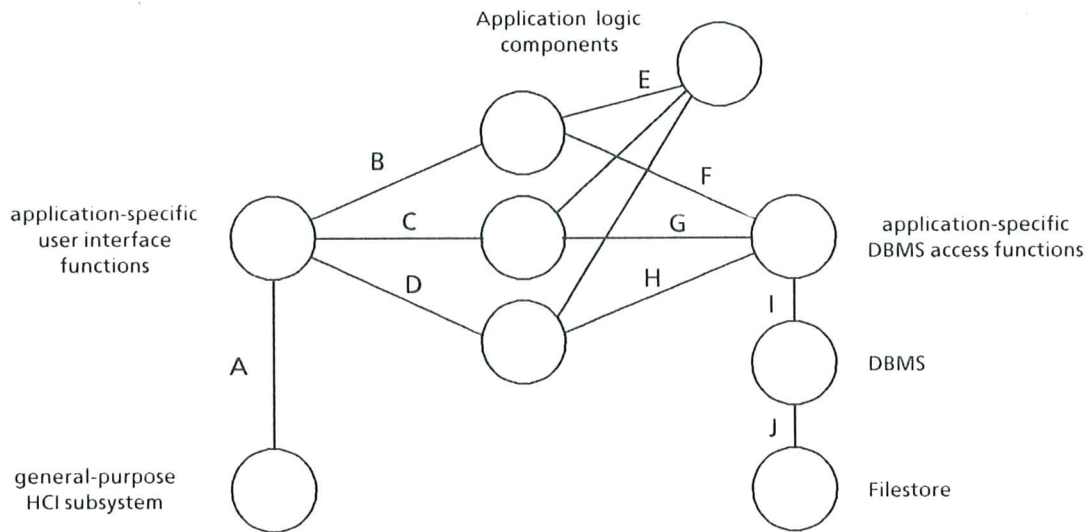 Application logic
components
E
B
F
application-specific
user interface
functions
C
G
application-specific
DBMS access functions
D
H
I
A
DBMS
J
general-purpose
HCI subsystem
Filestore